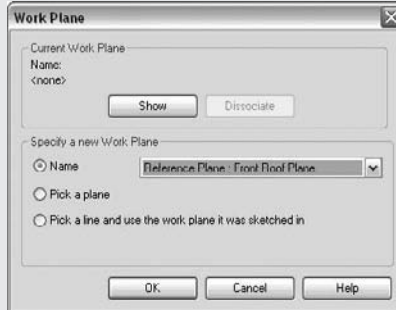 Work Plane
Current Work Plane
Name:
<none>
Show
Dissociate
Specify a new Work Plane
Name
Reference Plane : Front Roof Plane
Pick a plane
Pick a line and use the work plane it was sketched in
OK
Cancel
Help